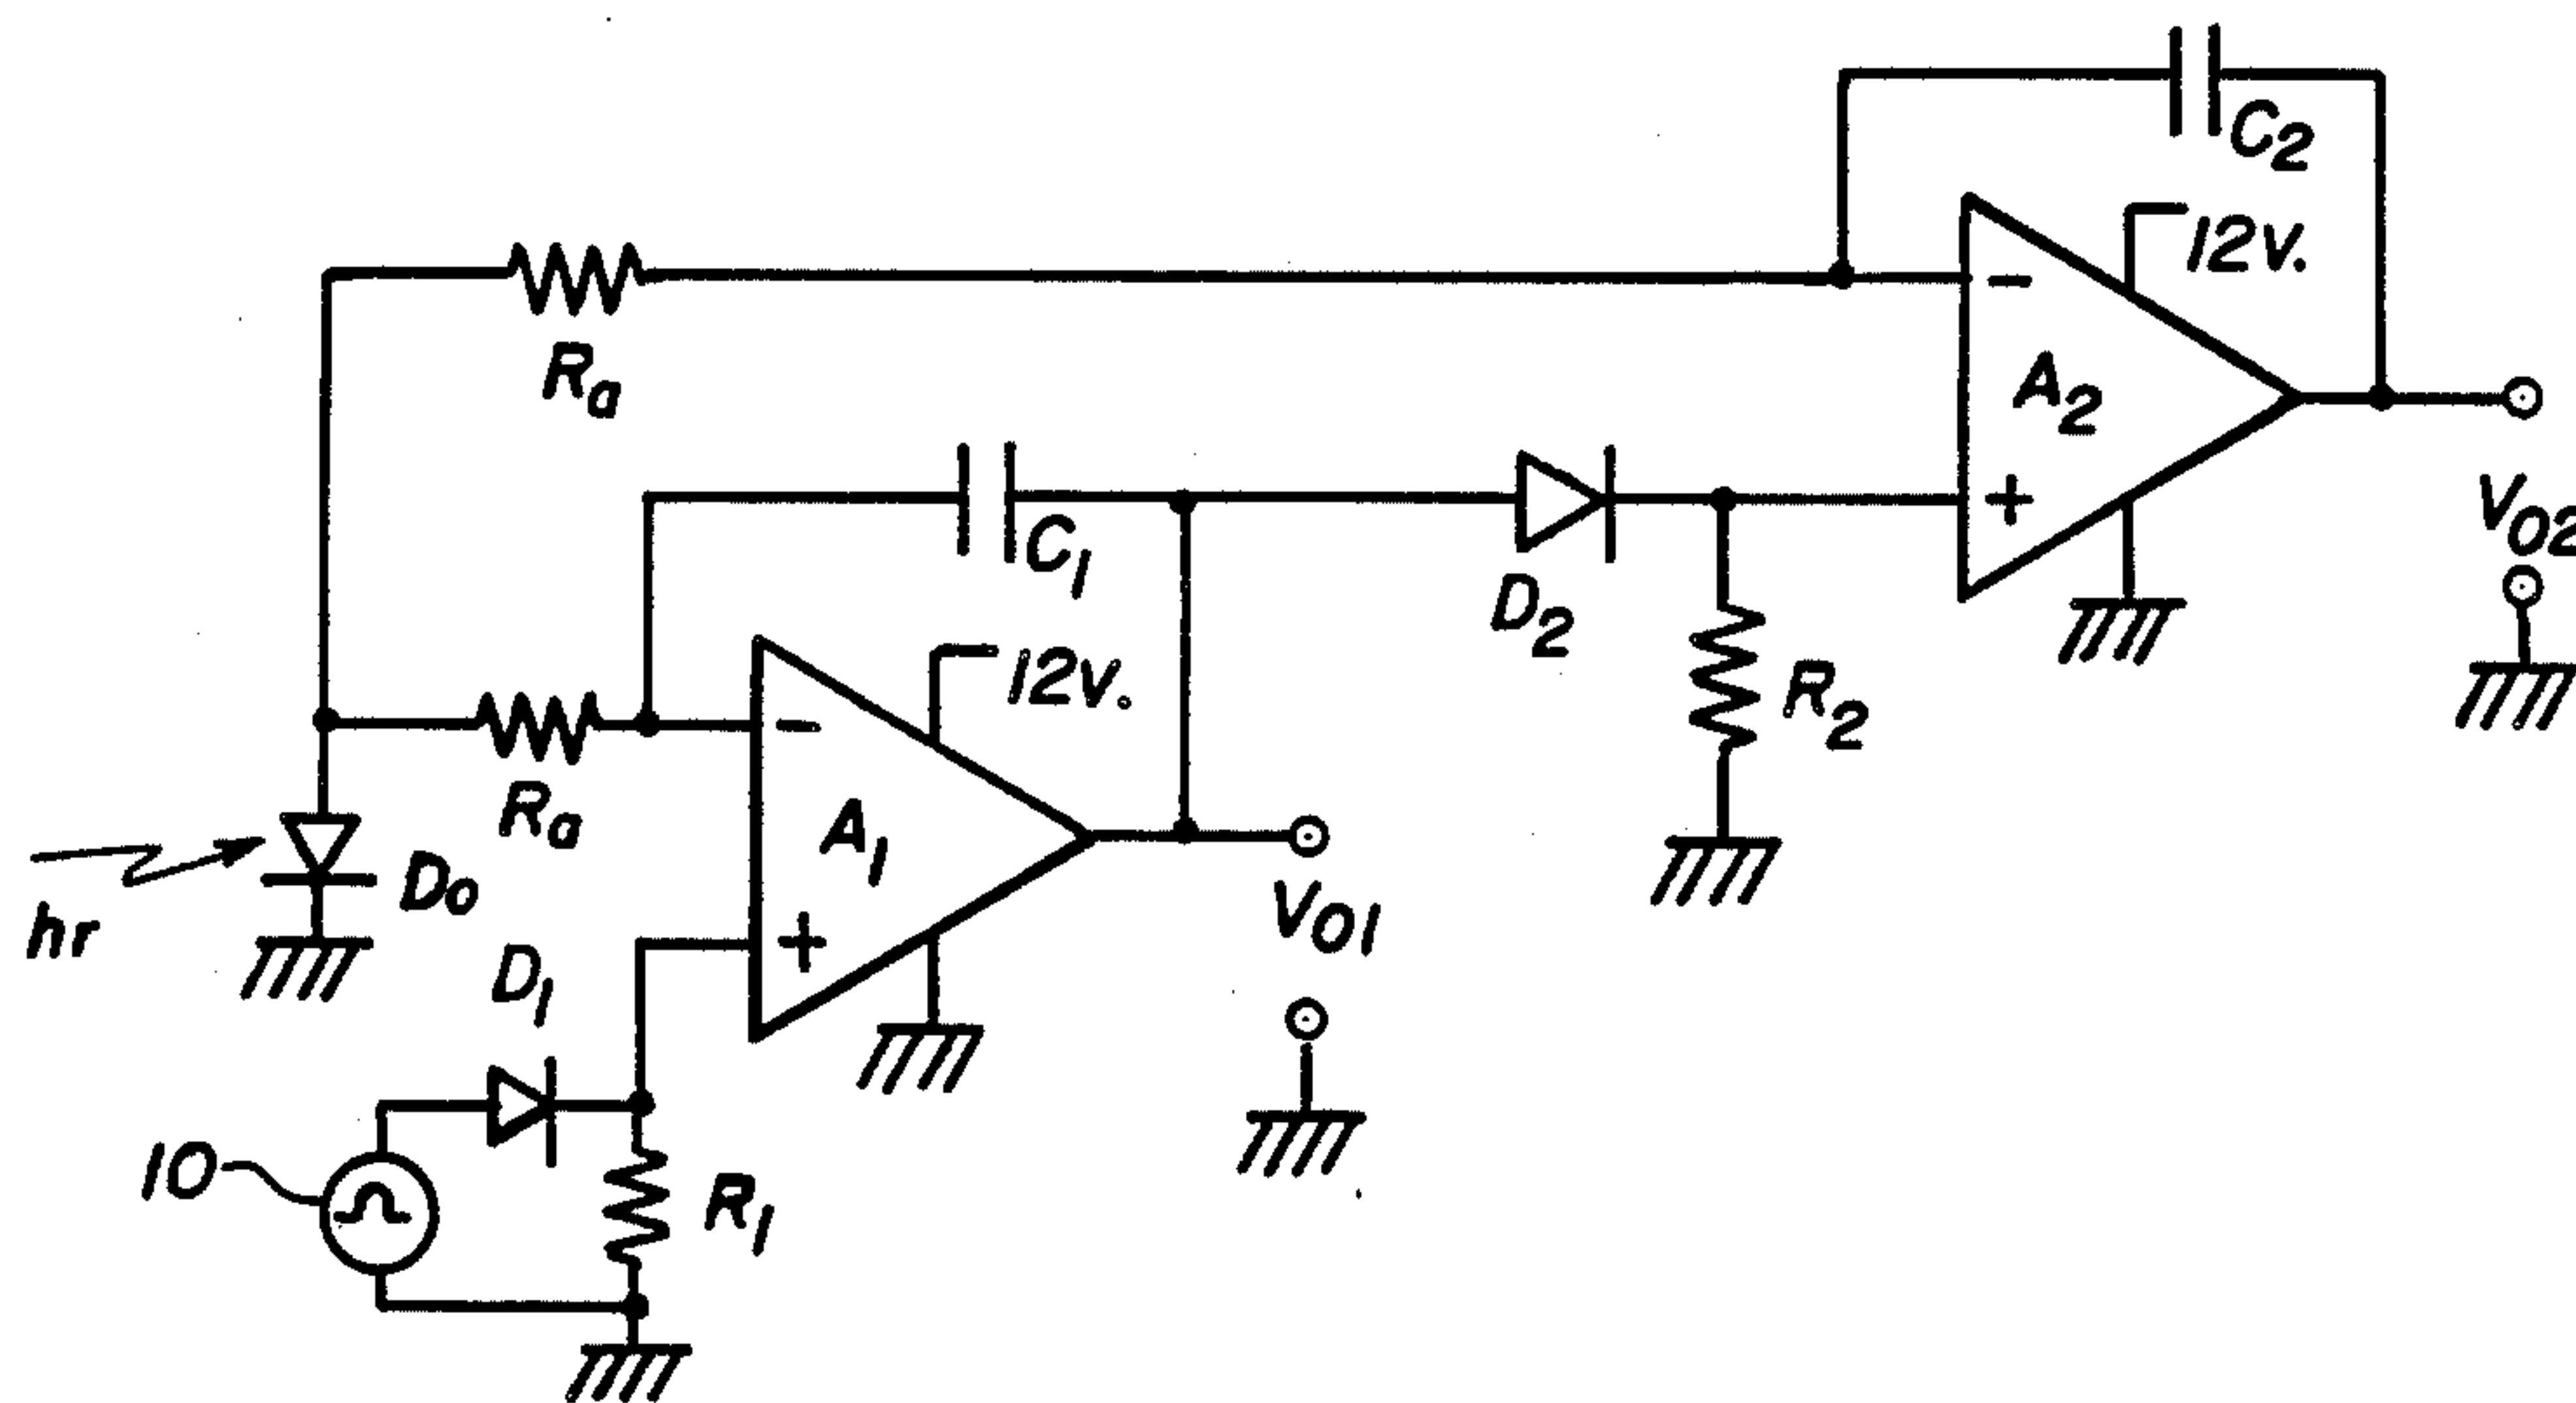 C2
12v.
A2
Ra
C1
D2
VO2
12v.
R2
Ra
A1
Do
hr
VO1
D1
10
R1
- 
+
-
+